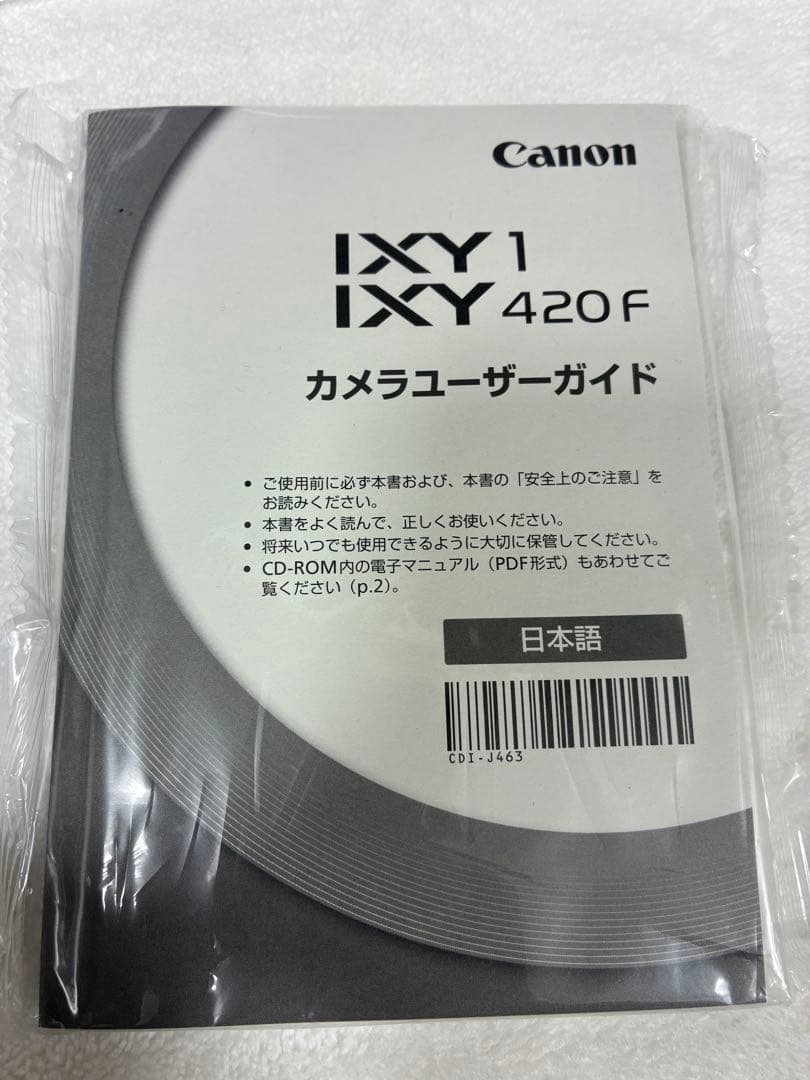 Canon
IXY 1
IXY 420F
カメラユーザーガイド
• ご使用前に必ず本書および、本書の「安全上のご注意」を
お読みください。
• 本書をよく読んで、正しくお使いください。
• 将来いつでも使用できるように大切に保管してください。
• CD-ROM内の電子マニュアル（PDF形式）もあわせてご
覧ください（p.2）。
日本語
CDI-J463